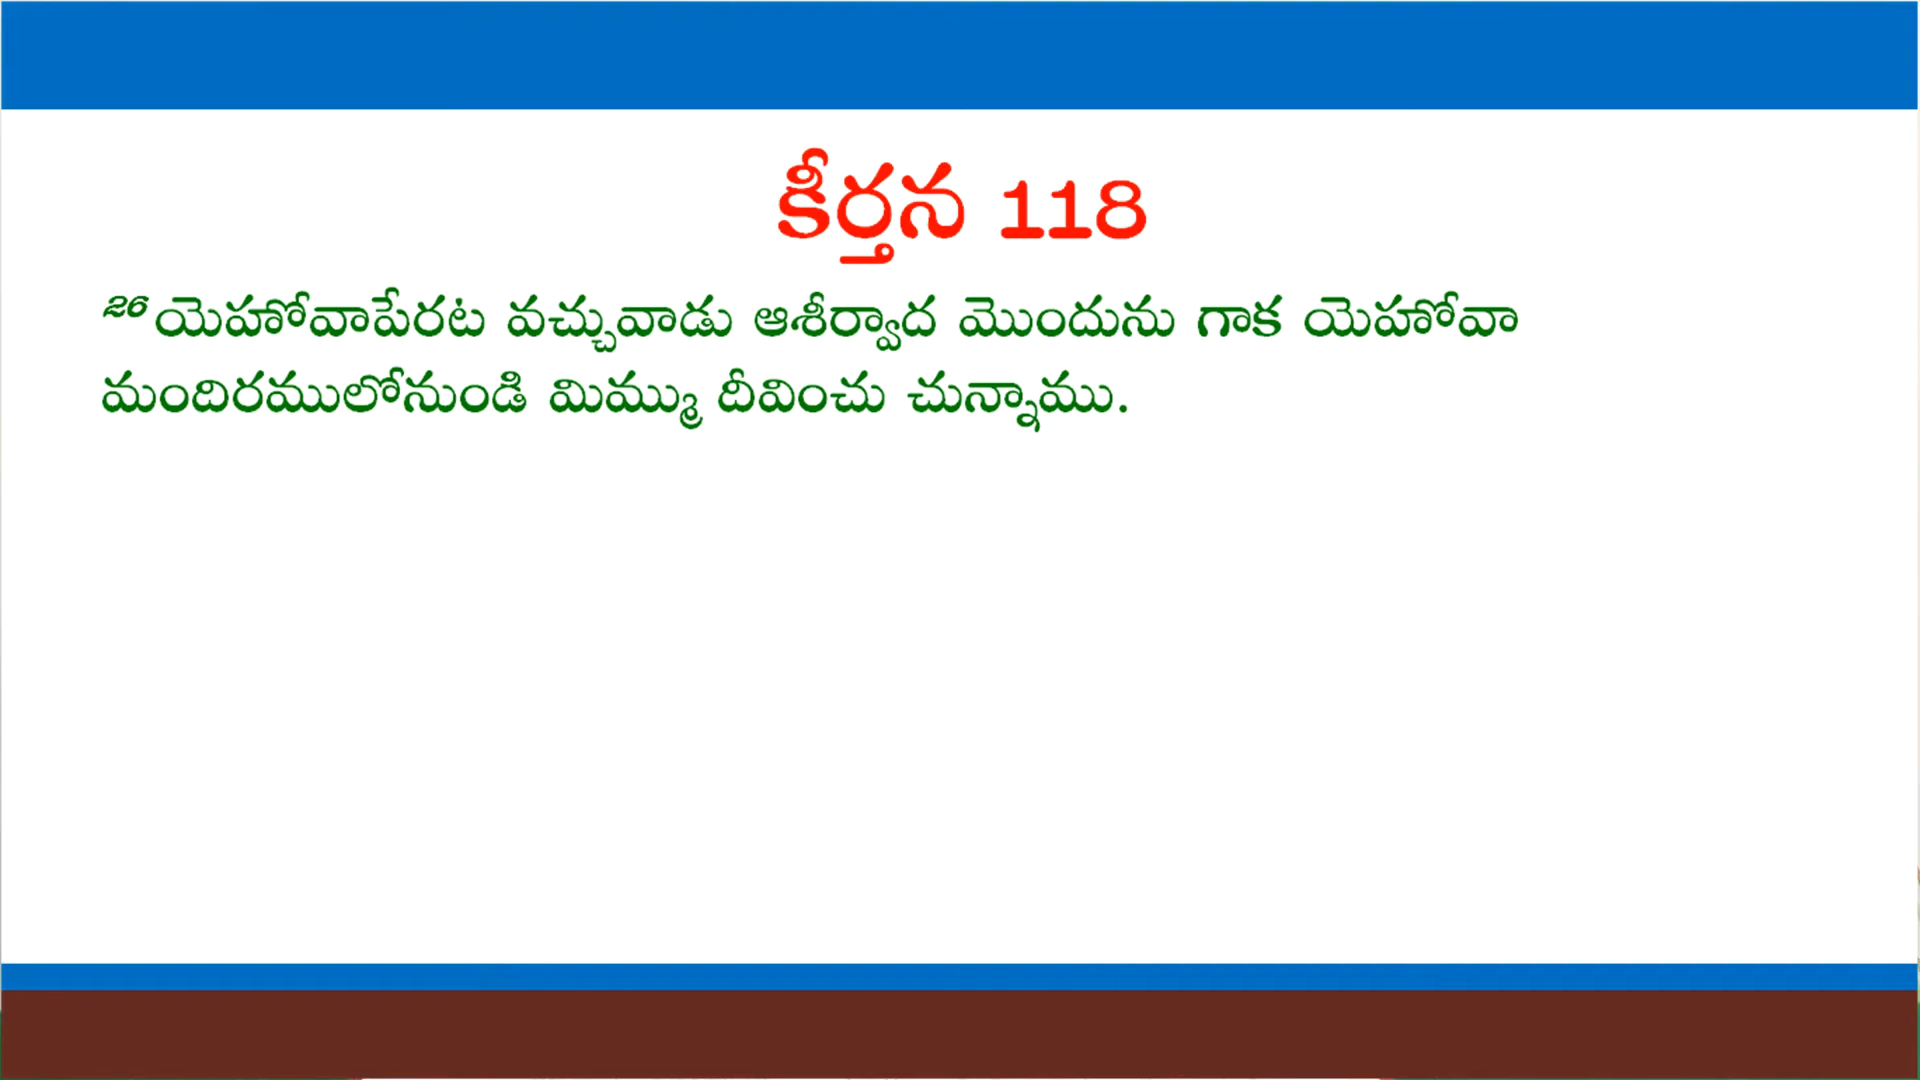 కీర్తన 118
26 యెహోవాపేరట వచ్చువాడు ఆశీర్వాద మొందును గాక యెహోవా
మందిరములోనుండి మిమ్ము దీవించు చున్నాము.